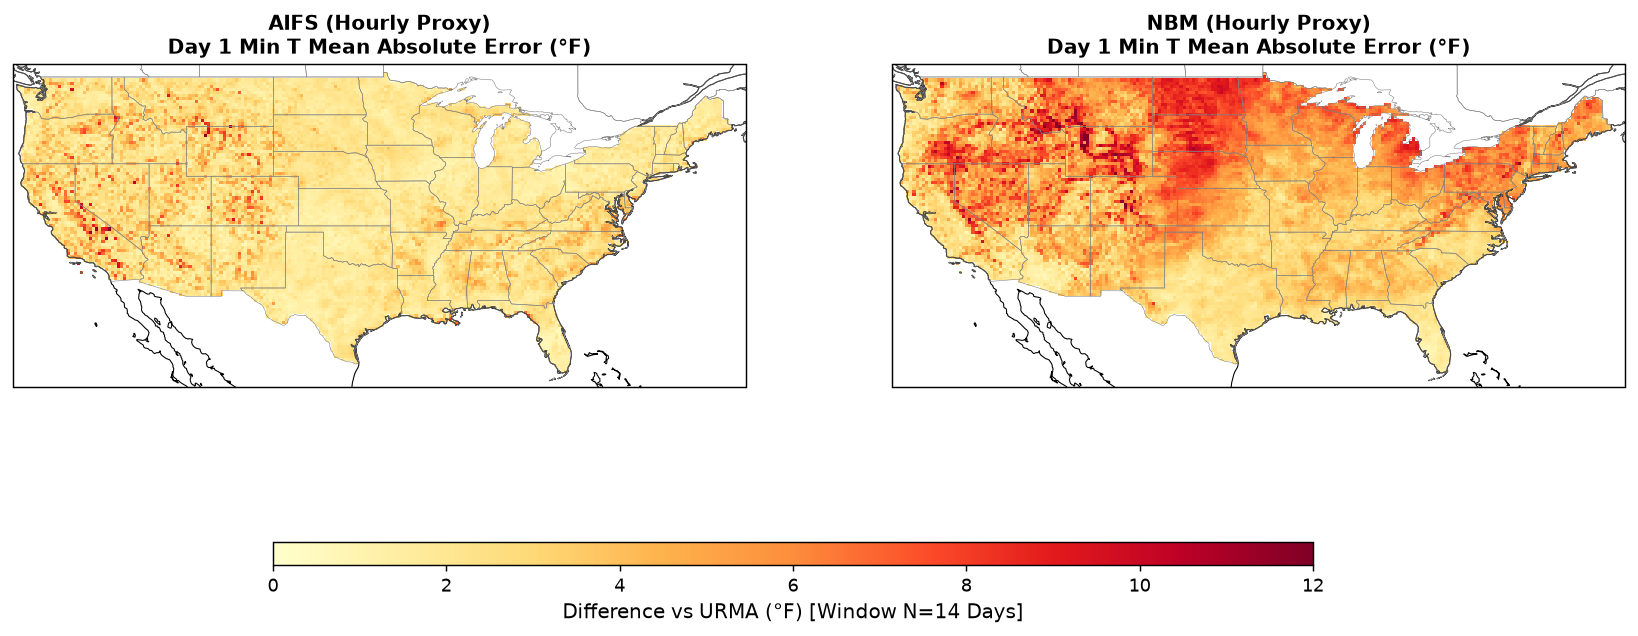 AIFS (Hourly Proxy)
Day 1 Min T Mean Absolute Error (°F)
NBM (Hourly Proxy)
Day 1 Min T Mean Absolute Error (°F)
0 2 4 6 8 10 12
Difference vs URMA (°F) [Window N=14 Days]